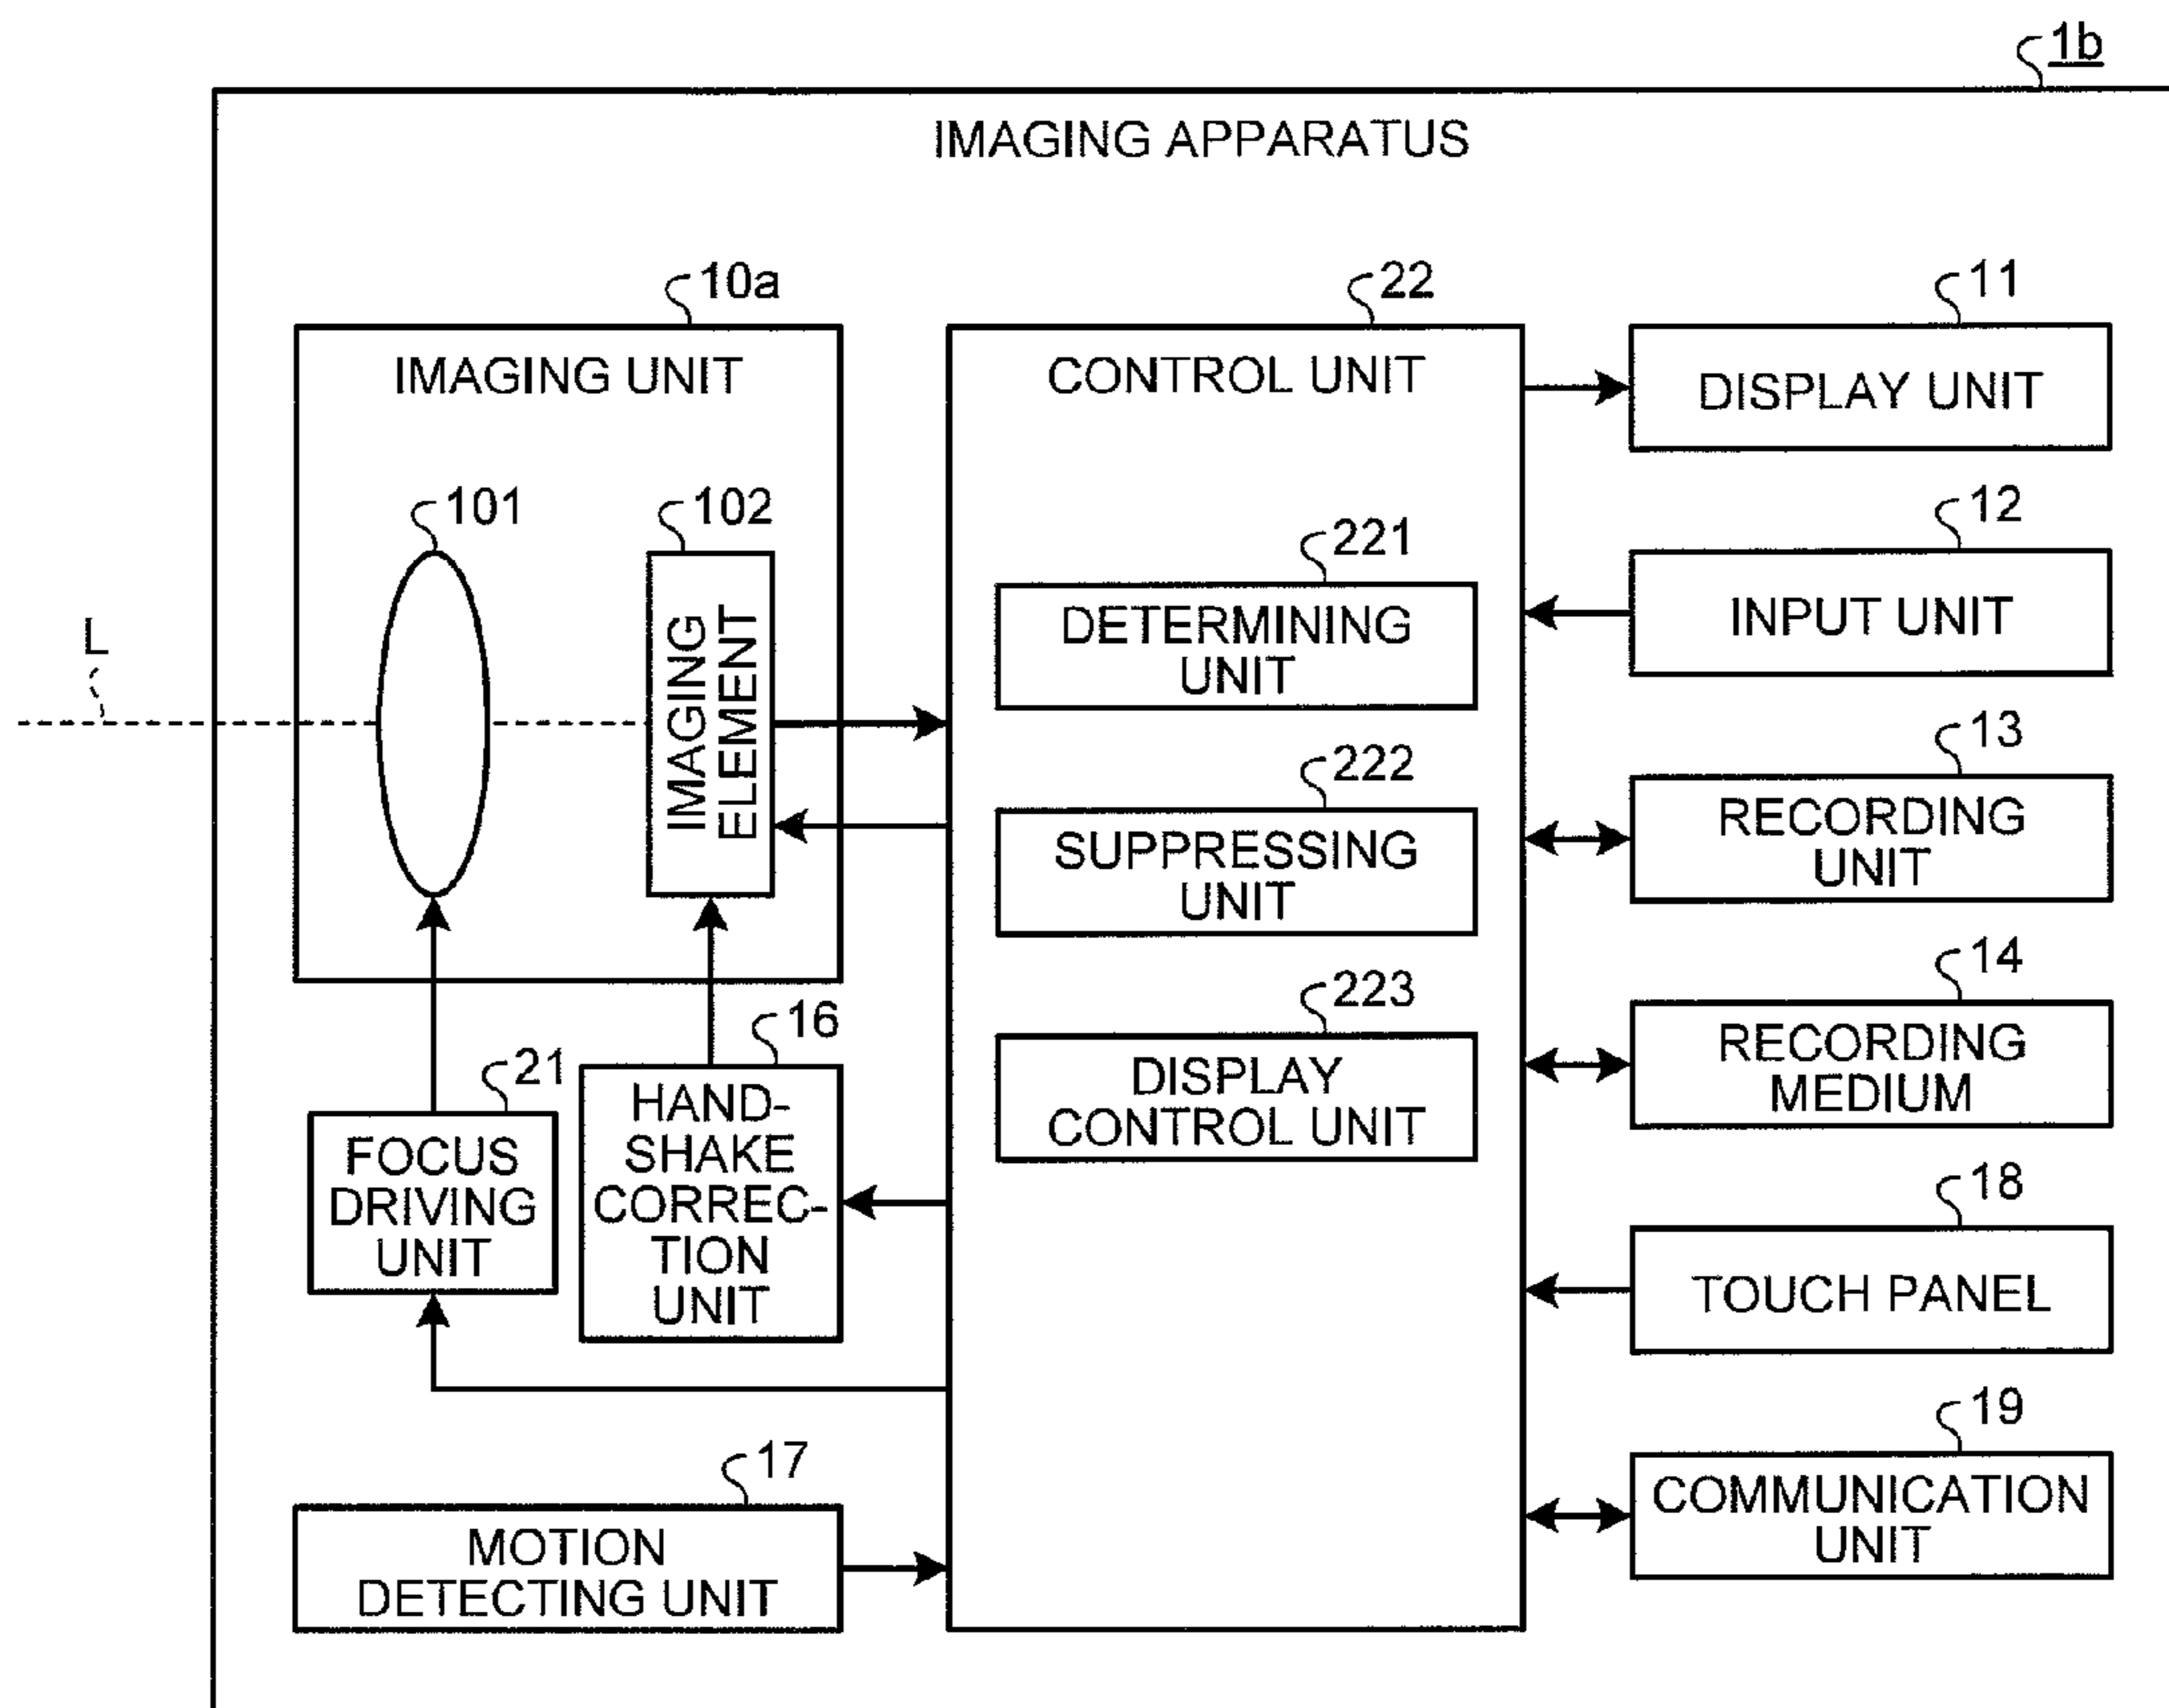 1b
IMAGING APPARATUS
10a
IMAGING UNIT
101
102
IMAGING
ELEMENT
L
22
CONTROL UNIT
221
DETERMINING
UNIT
222
SUPPRESSING
UNIT
223
DISPLAY
CONTROL UNIT
21
FOCUS
DRIVING
UNIT
16
HAND-
SHAKE
CORREC-
TION
UNIT
17
MOTION
DETECTING UNIT
11
DISPLAY UNIT
12
INPUT UNIT
13
RECORDING
UNIT
14
RECORDING
MEDIUM
18
TOUCH PANEL
19
COMMUNICATION
UNIT